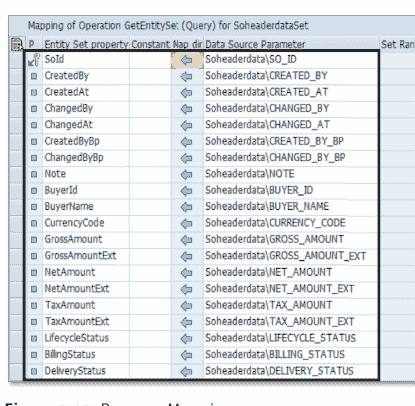 Mapping of Operation GetEntitySet (Query) for SoheaderdataSet
P Entity Set property Constant Map dir Data Source Parameter Set Ran
SoId Soheaderdata\SO_ID
CreatedBy Soheaderdata\CREATED_BY
CreatedAt Soheaderdata\CREATED_AT
ChangedBy Soheaderdata\CHANGED_BY
ChangedAt Soheaderdata\CHANGED_AT
CreatedByBp Soheaderdata\CREATED_BY_BP
ChangedByBp Soheaderdata\CHANGED_BY_BP
Note Soheaderdata\NOTE
BuyerId Soheaderdata\BUYER_ID
BuyerName Soheaderdata\BUYER_NAME
CurrencyCode Soheaderdata\CURRENCY_CODE
GrossAmount Soheaderdata\GROSS_AMOUNT
GrossAmountExt Soheaderdata\GROSS_AMOUNT_EXT
NetAmount Soheaderdata\NET_AMOUNT
NetAmountExt Soheaderdata\NET_AMOUNT_EXT
TaxAmount Soheaderdata\TAX_AMOUNT
TaxAmountExt Soheaderdata\TAX_AMOUNT_EXT
LifecycleStatus Soheaderdata\LIFECYCLE_STATUS
BillingStatus Soheaderdata\BILLING_STATUS
DeliveryStatus Soheaderdata\DELIVERY_STATUS